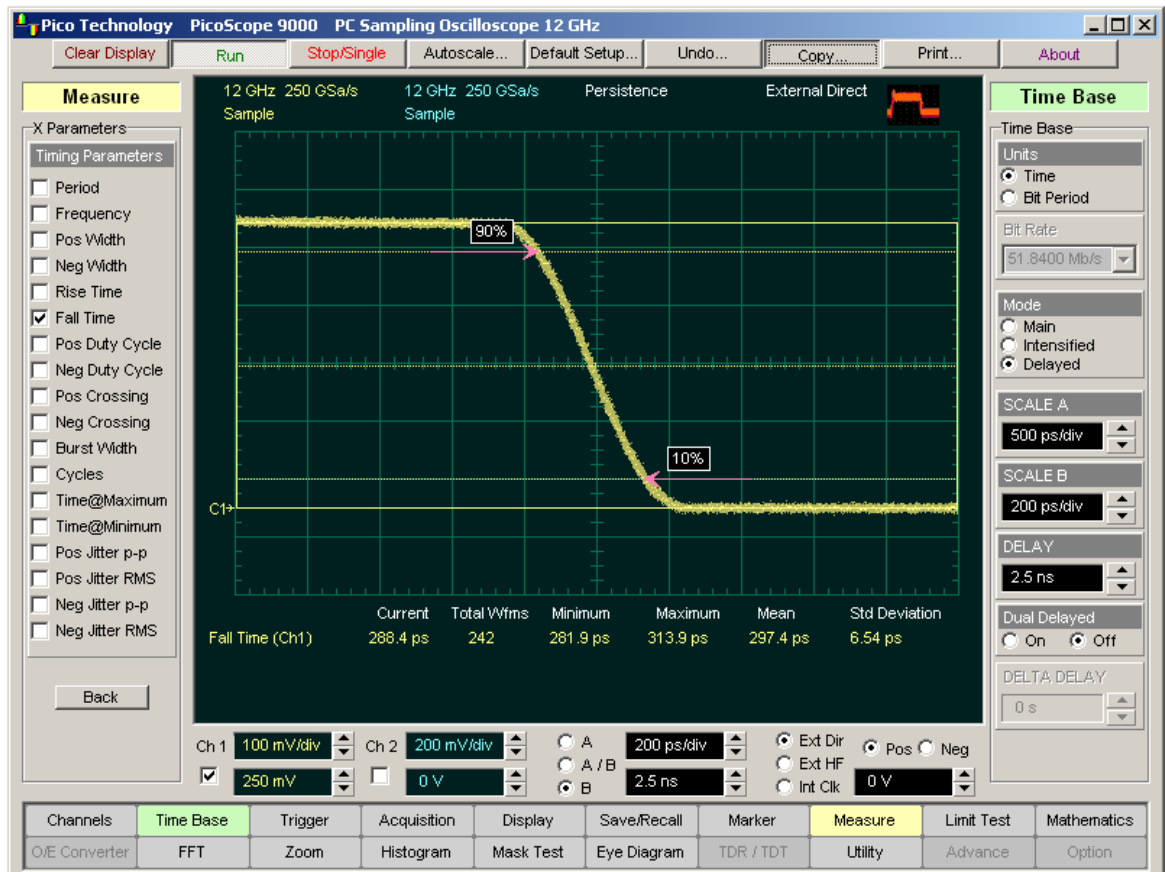 Pico Technology PicoScope 9000 PC Sampling Oscilloscope 12 GHz
Clear Display Run Stop/Single Autoscale... Default Setup... Undo... Copy... Print... About
Measure
X Parameters
Timing Parameters
Period
Frequency
Pos Width
Neg Width
Rise Time
Fall Time
Pos Duty Cycle
Neg Duty Cycle
Pos Crossing
Neg Crossing
Burst Width
Cycles
Time@Maximum
Time@Minimum
Pos Jitter p-p
Pos Jitter RMS
Neg Jitter p-p
Neg Jitter RMS
Back
12 GHz 250 GSa/s 12 GHz 250 GSa/s Persistence External Direct
Sample Sample
90%
10%
C1
Current Total Wfms Minimum Maximum Mean Std Deviation
Fall Time (Ch1) 288.4 ps 242 281.9 ps 313.9 ps 297.4 ps 6.54 ps
Time Base
Time Base
Units
Time
Bit Period
Bit Rate
51.8400 Mb/s
Mode
Main
Intensified
Delayed
SCALE A
500 ps/div
SCALE B
200 ps/div
DELAY
2.5 ns
Dual Delayed
On Off
DELTA DELAY
0 s
Ch 1 100 mV/div Ch 2 200 mV/div A 200 ps/div Ext Dir Pos Neg
A / B Ext HF
250 mV 0 V B 2.5 ns Int Clk 0 V
Channels Time Base Trigger Acquisition Display Save/Recall Marker Measure Limit Test Mathematics
O/E Converter FFT Zoom Histogram Mask Test Eye Diagram TDR / TDT Utility Advance Option